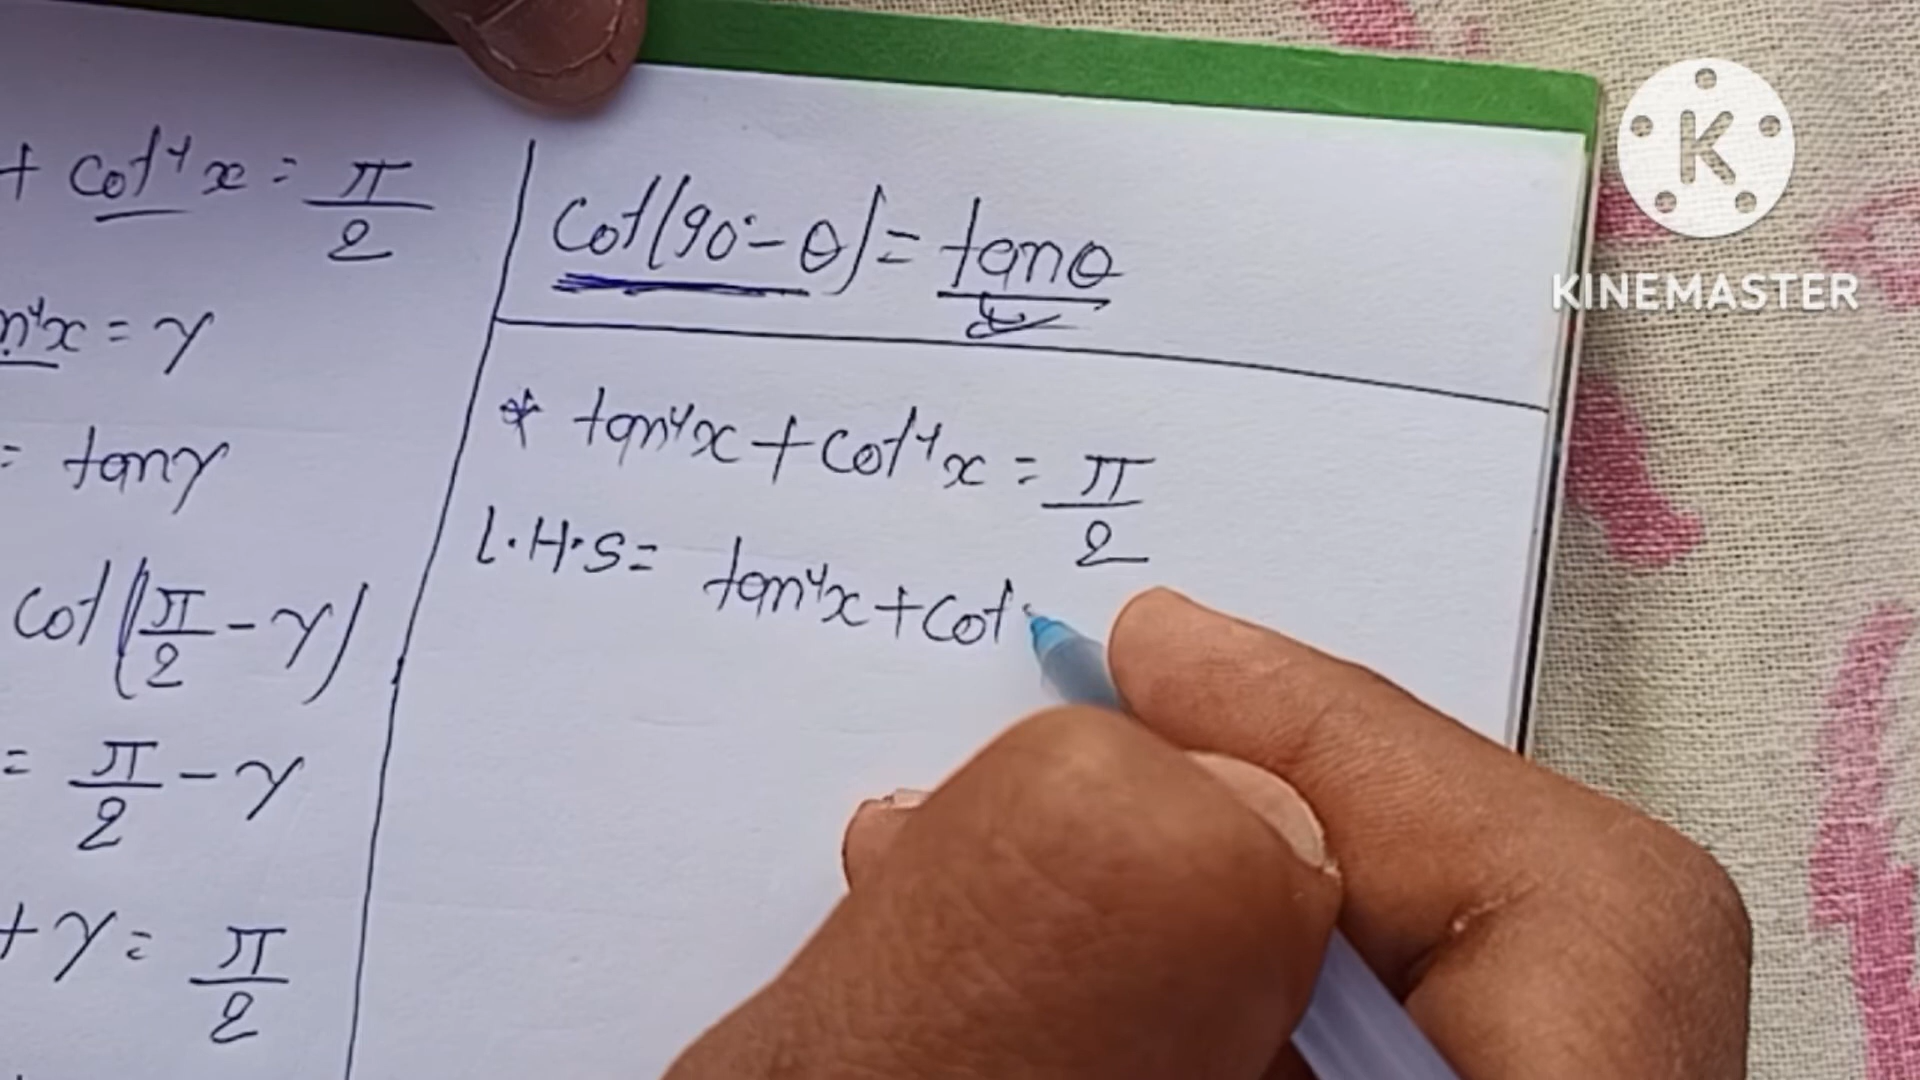 + cot⁻¹x = π/2
n⁻¹x = y
= tany
cot(π/2 - y)
= π/2 - y
+ y = π/2
cot(90° - θ) = tanθ
* tan⁻¹x + cot⁻¹x = π/2
L.H.S = tan⁻¹x + cot
K
KINEMASTER